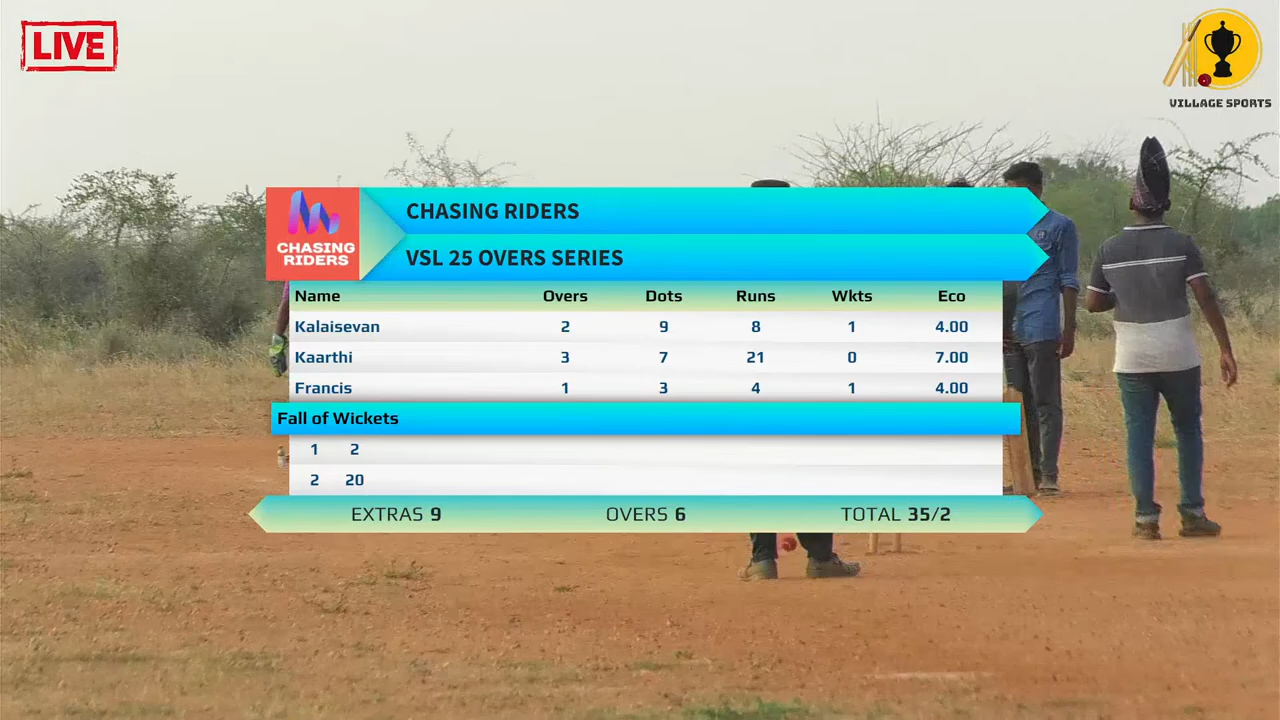 LIVE
VILLAGE SPORTS
CHASING RIDERS
CHASING
RIDERS
VSL 25 OVERS SERIES
Name Overs Dots Runs Wkts Eco
Kalaisevan 2 9 8 1 4.00
Kaarthi 3 7 21 0 7.00
Francis 1 3 4 1 4.00
Fall of Wickets
1 2
2 20
EXTRAS 9 OVERS 6 TOTAL 35/2